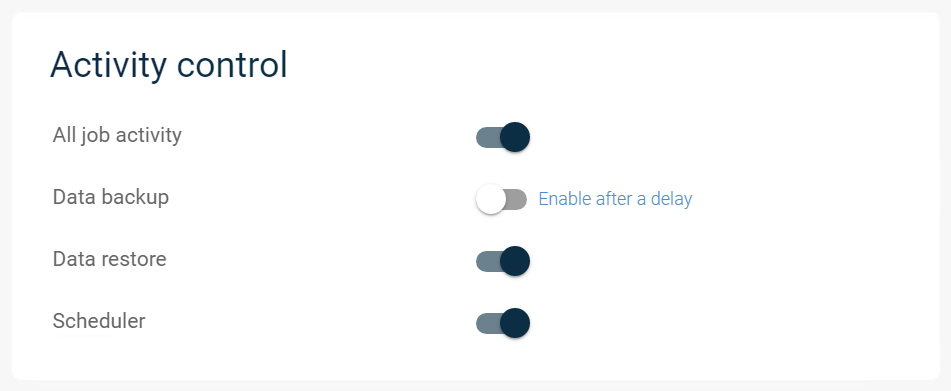 Activity control
All job activity
Data backup Enable after a delay
Data restore
Scheduler